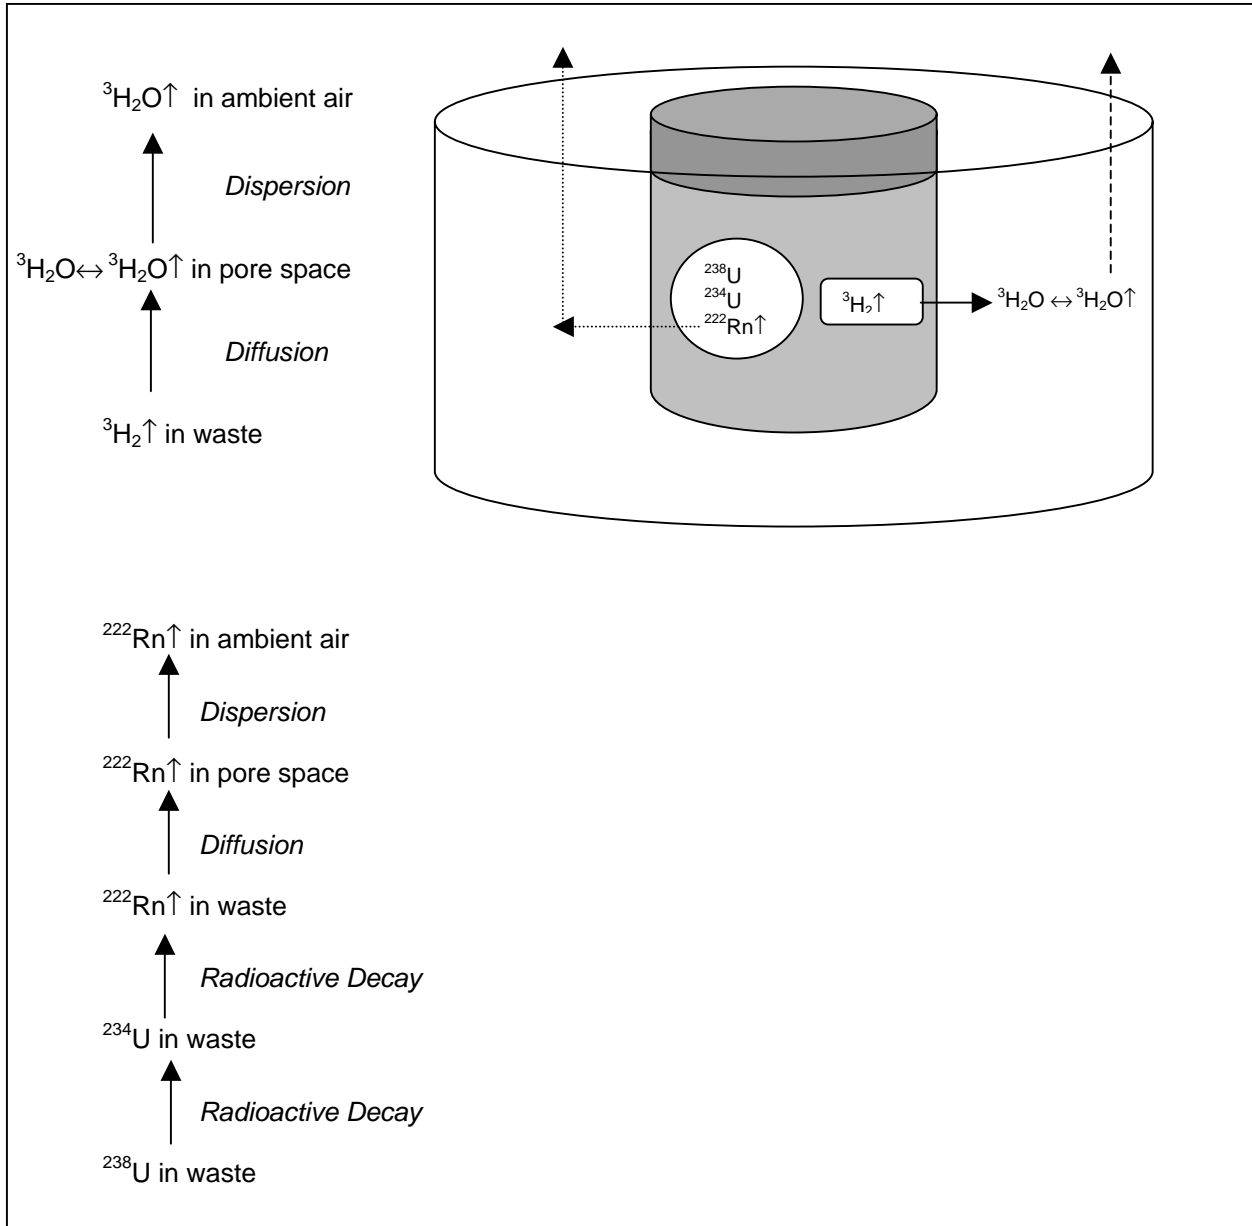 ³H₂O↑ in ambient air
Dispersion
³H₂O↔³H₂O↑ in pore space
Diffusion
³H₂↑ in waste
²³⁸U
²³⁴U
²²²Rn↑
³H₂↑
³H₂O ↔ ³H₂O↑
²²²Rn↑ in ambient air
Dispersion
²²²Rn↑ in pore space
Diffusion
²²²Rn↑ in waste
Radioactive Decay
²³⁴U in waste
Radioactive Decay
²³⁸U in waste